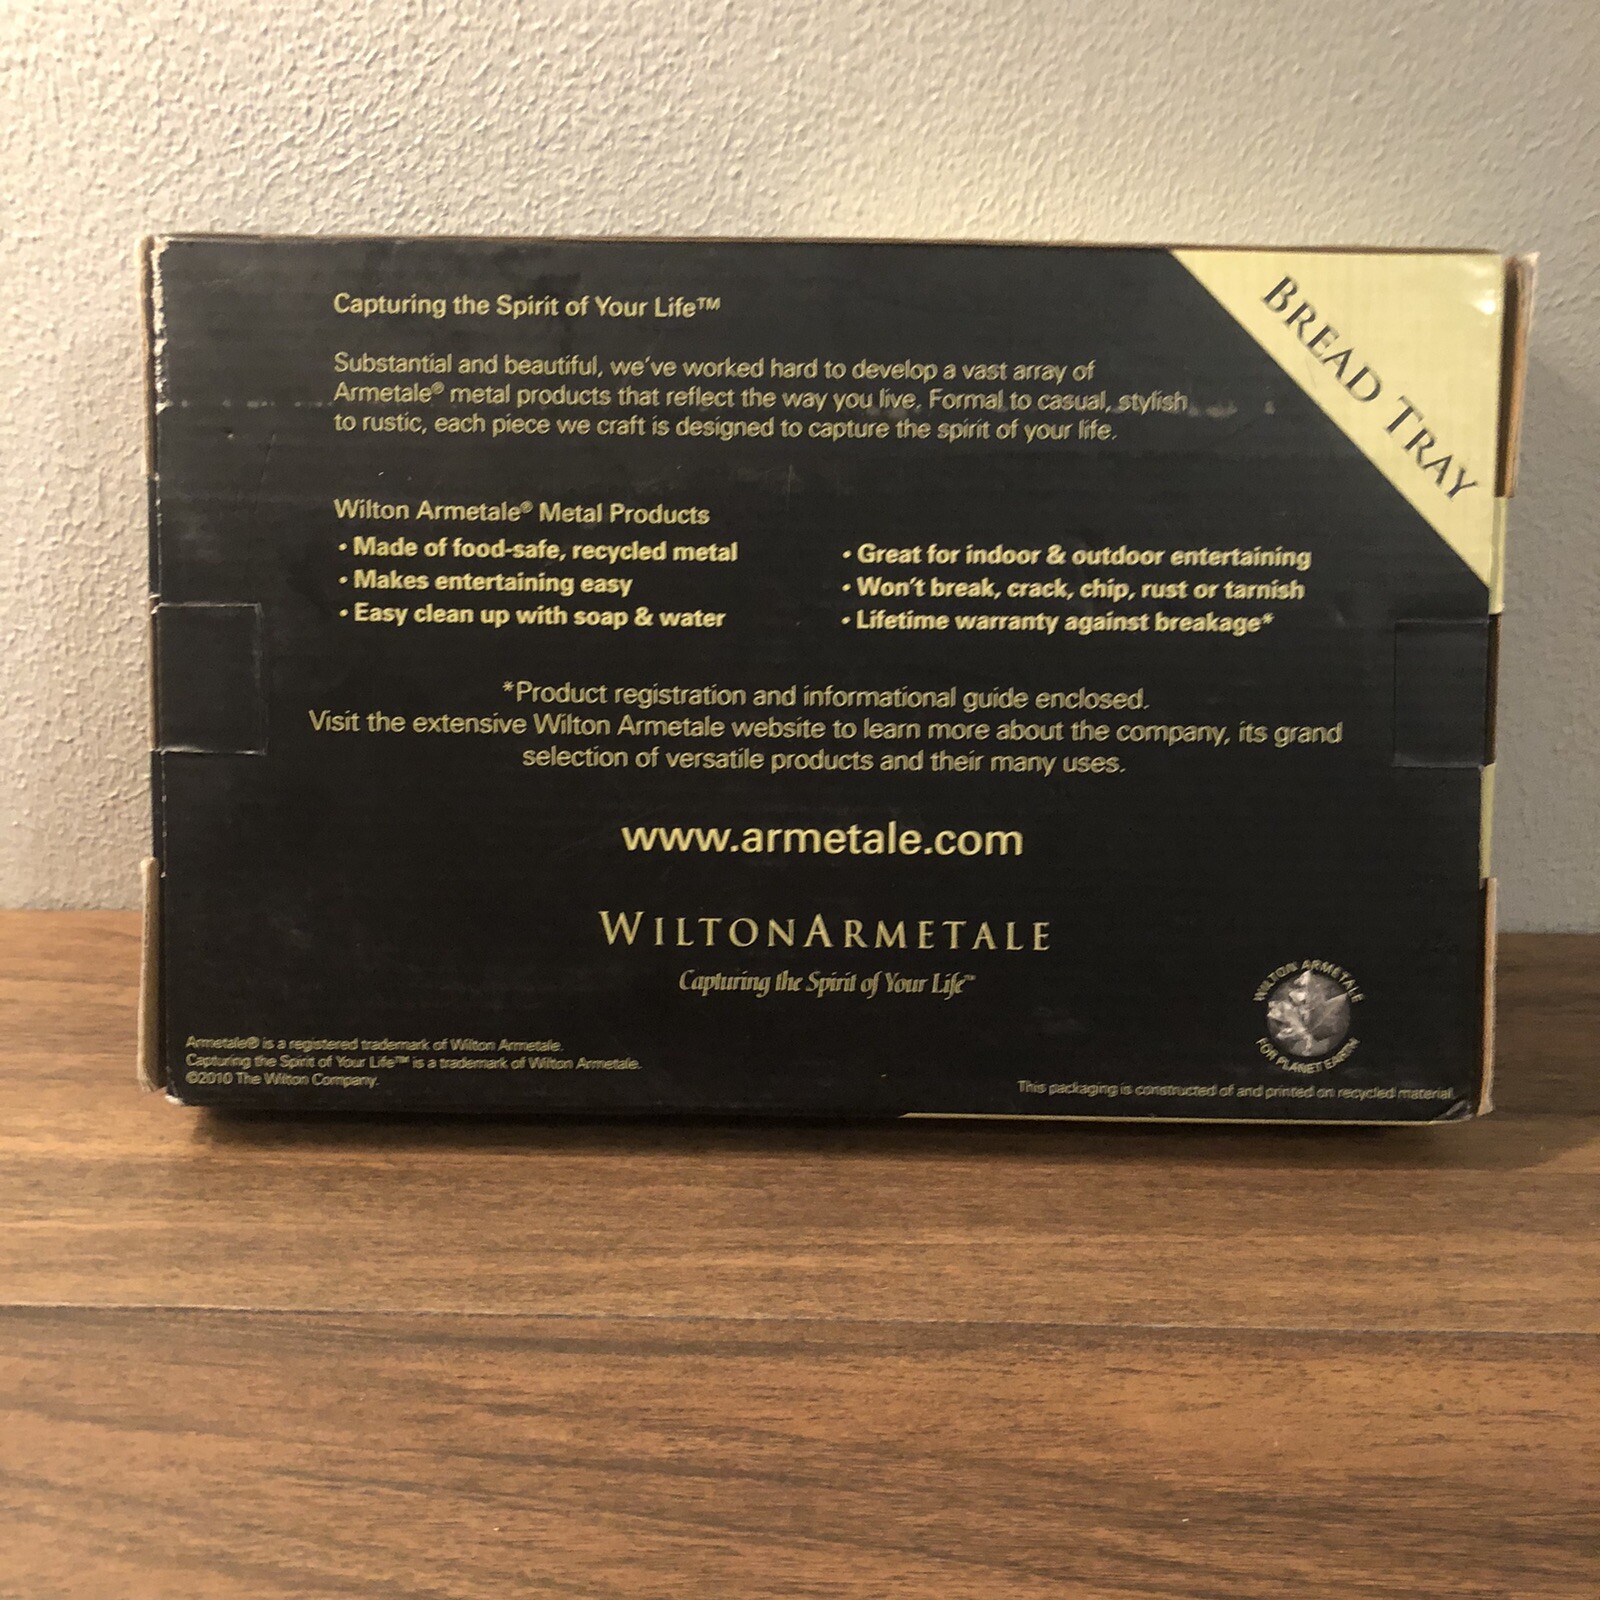 BREAD TRAY
Capturing the Spirit of Your Life™
Substantial and beautiful, we've worked hard to develop a vast array of
Armetale® metal products that reflect the way you live. Formal to casual, stylish
to rustic, each piece we craft is designed to capture the spirit of your life.
Wilton Armetale® Metal Products
• Made of food-safe, recycled metal
• Makes entertaining easy
• Easy clean up with soap & water
• Great for indoor & outdoor entertaining
• Won't break, crack, chip, rust or tarnish
• Lifetime warranty against breakage*
*Product registration and informational guide enclosed.
Visit the extensive Wilton Armetale website to learn more about the company, its grand
selection of versatile products and their many uses.
www.armetale.com
WILTONARMETALE
Capturing the Spirit of Your Life™
WILTON ARMETALE
FOR PLANET EARTH
Armetale® is a registered trademark of Wilton Armetale.
Capturing the Spirit of Your Life™ is a trademark of Wilton Armetale.
©2010 The Wilton Company.
This packaging is constructed of and printed on recycled material.